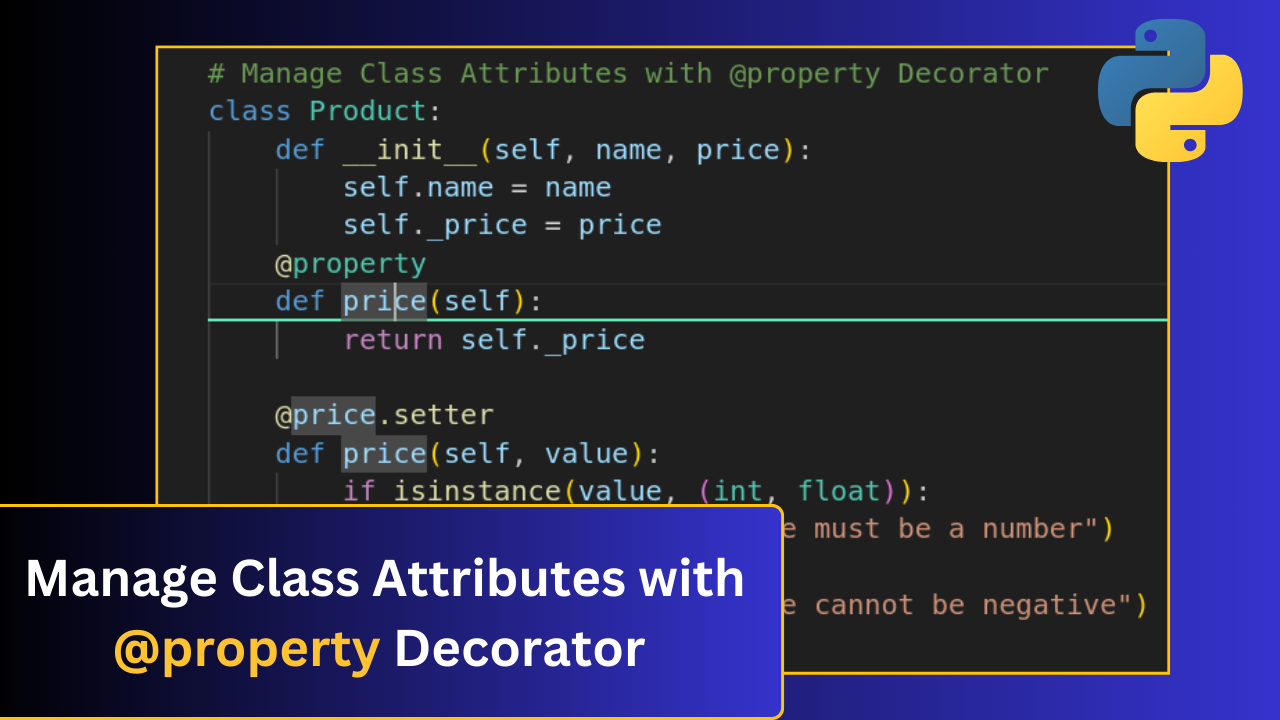 # Manage Class Attributes with @property Decorator
class Product:
def __init__(self, name, price):
self.name = name
self._price = price
@property
def price(self):
return self._price
@price.setter
def price(self, value):
if isinstance(value, (int, float)):
must be a number")
cannot be negative")
Manage Class Attributes with
@property Decorator